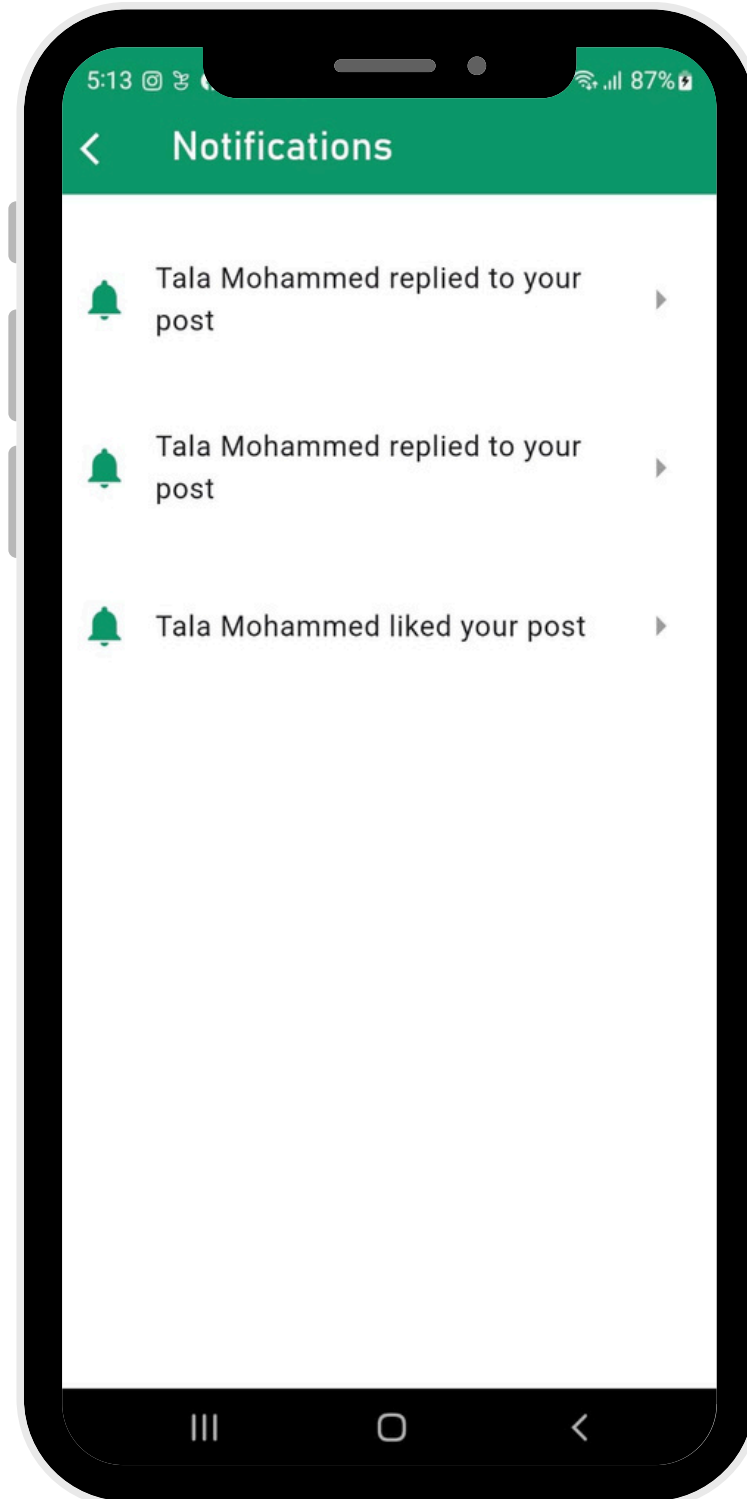 5:13 87%
Notifications
Tala Mohammed replied to your
post
Tala Mohammed replied to your
post
Tala Mohammed liked your post